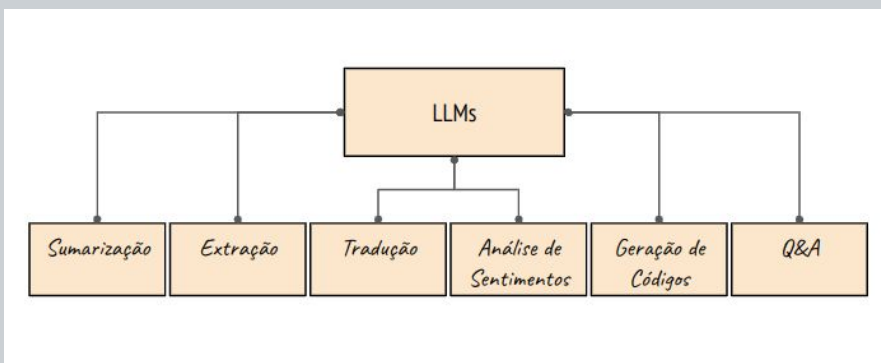 LLMs
Sumarização
Extração
Tradução
Análise de
Sentimentos
Geração de
Códigos
Q&A